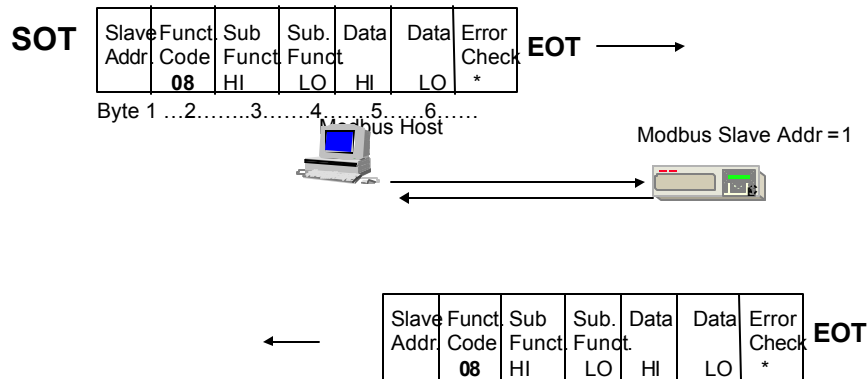 SOT
Slave Funct. Sub Sub. Data Data Error
Addr. Code Funct. Funct. Check
08 HI LO HI LO *
EOT
Byte 1 …2……..3…….4…….5……6……
Modbus Host
Modbus Slave Addr =1
Slave Funct. Sub Sub. Data Data Error
Addr. Code Funct. Funct. Check
08 HI LO HI LO *
EOT